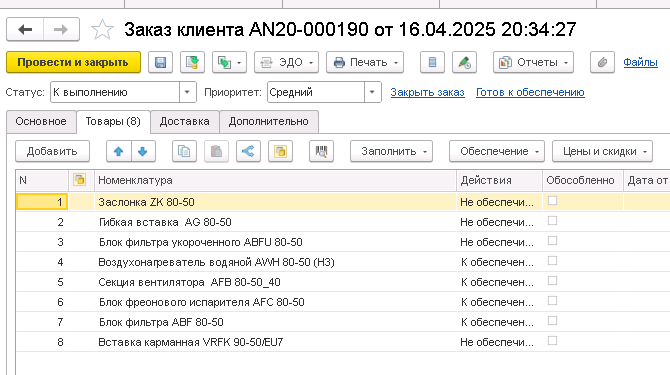 Заказ клиента AN20-000190 от 16.04.2025 20:34:27
Провести и закрыть ЭДО Печать Отчеты Файлы
Статус: К выполнению Приоритет: Средний Закрыть заказ Готов к обеспечению
Основное Товары (8) Доставка Дополнительно
Добавить Заполнить Обеспечение Цены и скидки
N Номенклатура Действия Обособленно Дата от
1 Заслонка ZK 80-50 Не обеспечи...
2 Гибкая вставка AG 80-50 Не обеспечи...
3 Блок фильтра укороченного ABFU 80-50 Не обеспечи...
4 Воздухонагреватель водяной AWH 80-50 (H3) К обеспечен...
5 Секция вентилятора AFB 80-50_40 К обеспечен...
6 Блок фреонового испарителя AFC 80-50 К обеспечен...
7 Блок фильтра ABF 80-50 К обеспечен...
8 Вставка карманная VRFK 90-50/EU7 Не обеспечи...